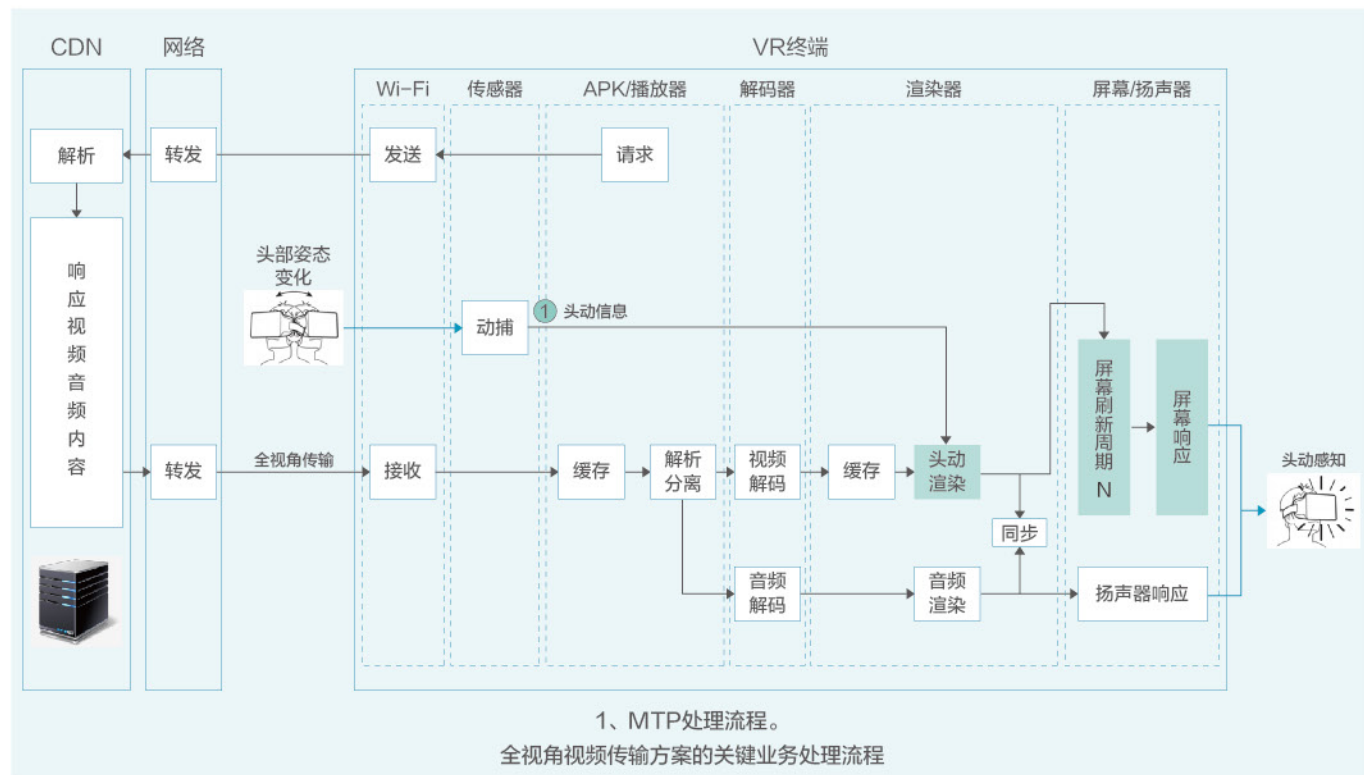 CDN
网络
VR终端
Wi-Fi
传感器
APK/播放器
解码器
渲染器
屏幕/扬声器
解析
转发
发送
请求
响应视频音频内容
头部姿态
变化
动捕
1
头动信息
屏幕刷新周期N
屏幕响应
转发
全视角传输
接收
缓存
解析
分离
视频
解码
缓存
头动
渲染
头动感知
同步
音频
解码
音频
渲染
扬声器响应
1、MTP处理流程。
全视角视频传输方案的关键业务处理流程